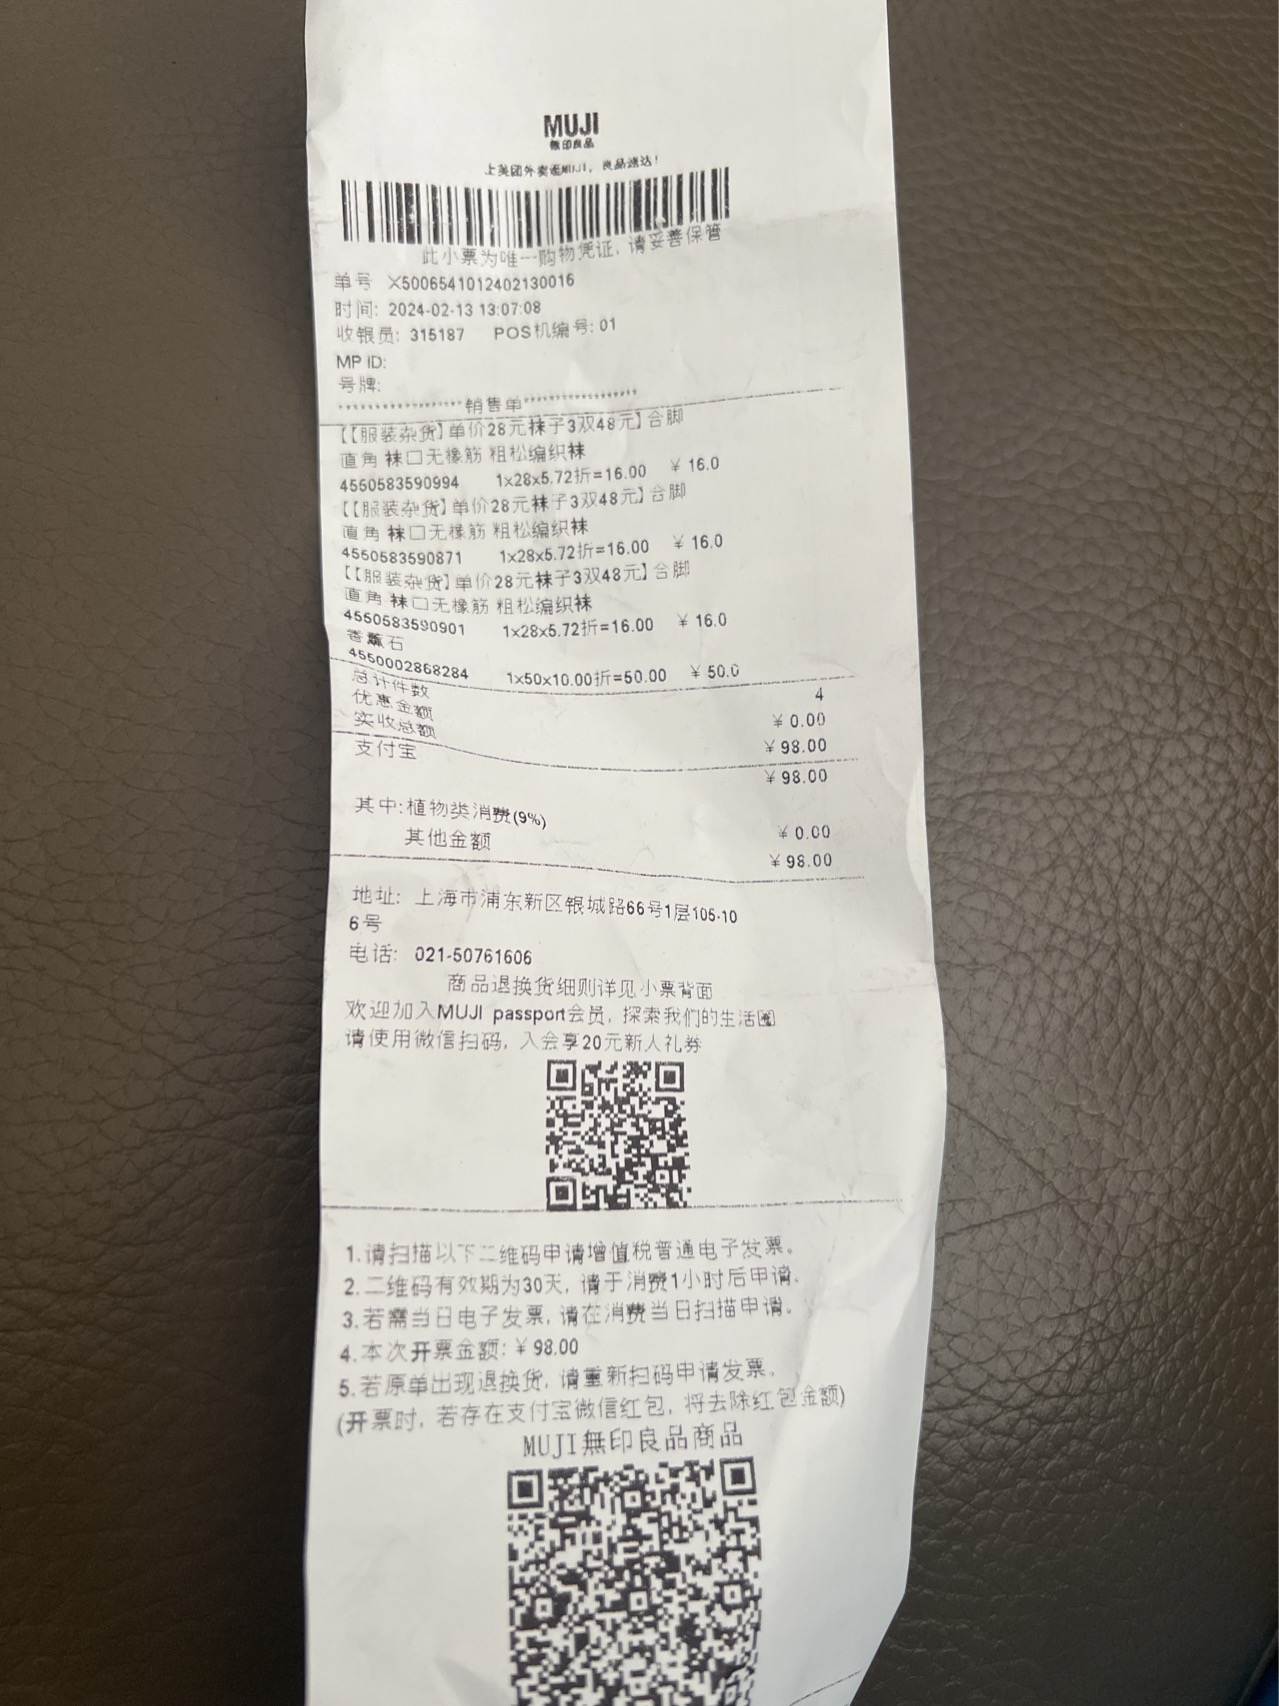 MUJI
無印良品
上美团外卖逛MUJI，良品速达！
此小票为唯一购物凭证，请妥善保管
单号 X5006541012402130016
时间: 2024-02-13 13:07:08
收银员: 315187 POS机编号: 01
MP ID:
号牌:
*******************销售单*******************
【【服装杂货】单价28元袜子3双48元】合脚
直角 袜口无橡筋 粗松编织袜
4550583590994 1x28x5.72折=16.00 ￥16.0
【【服装杂货】单价28元袜子3双48元】合脚
直角 袜口无橡筋 粗松编织袜
4550583590871 1x28x5.72折=16.00 ￥16.0
【【服装杂货】单价28元袜子3双48元】合脚
直角 袜口无橡筋 粗松编织袜
4550583590901 1x28x5.72折=16.00 ￥16.0
香薰石
4550002868284 1x50x10.00折=50.00 ￥50.0
总计件数 4
优惠金额 ￥0.00
实收总额 ￥98.00
支付宝 ￥98.00
其中:植物类消费(9%) ￥0.00
其他金额 ￥98.00
地址: 上海市浦东新区银城路66号1层105-10
6号
电话: 021-50761606
商品退换货细则详见小票背面
欢迎加入MUJI passport会员，探索我们的生活圈
请使用微信扫码，入会享20元新人礼券
1.请扫描以下二维码申请增值税普通电子发票。
2.二维码有效期为30天，请于消费1小时后申请。
3.若需当日电子发票，请在消费当日扫描申请。
4.本次开票金额: ￥98.00
5.若原单出现退换货，请重新扫码申请发票。
(开票时，若存在支付宝微信红包，将去除红包金额)
MUJI無印良品商品